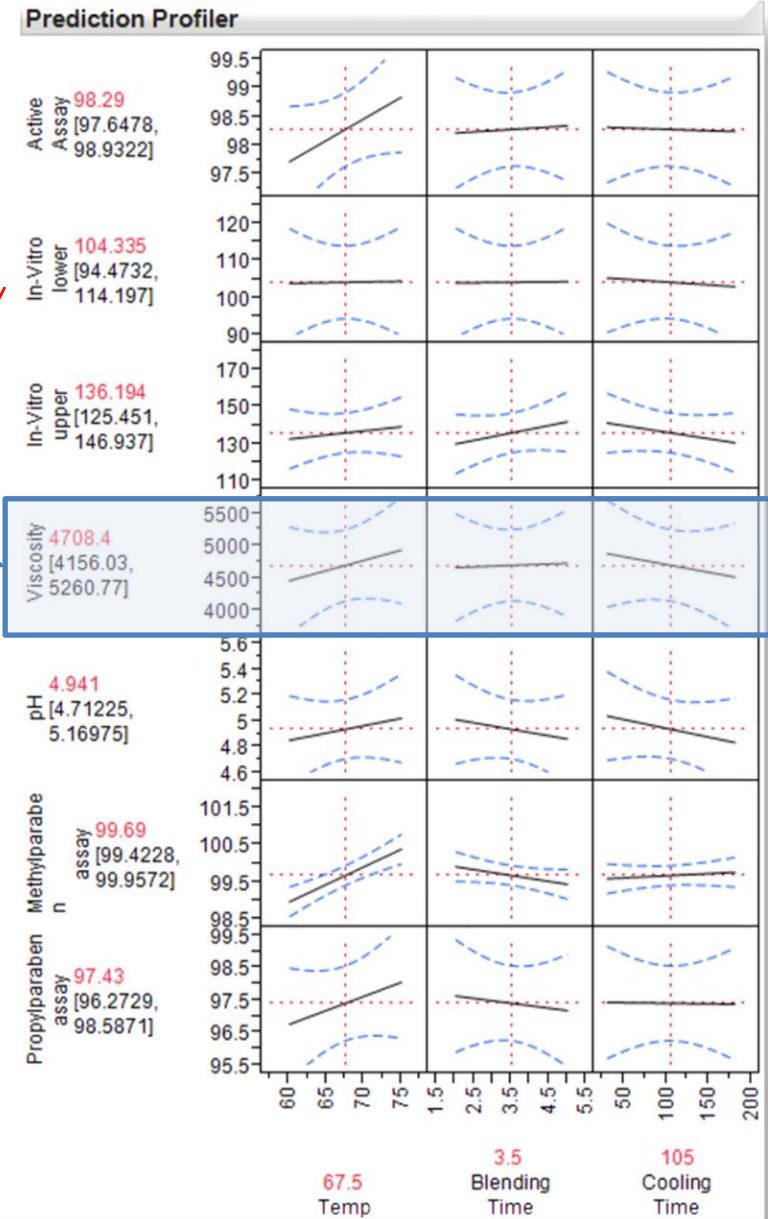 Prediction Profiler
Active
Assay
98.29
[97.6478,
98.9322]
99.5
99
98.5
98
97.5
In-Vitro
lower
104.335
[94.4732,
114.197]
120
110
100
90
In-Vitro
upper
136.194
[125.451,
146.937]
170
150
130
110
Viscosity
4708.4
[4156.03,
5260.77]
5500
5000
4500
4000
pH
4.941
[4.71225,
5.16975]
5.6
5.4
5.2
5
4.8
4.6
Methylparabe
n
assay
99.69
[99.4228,
99.9572]
101.5
100.5
99.5
98.5
Propylparaben
assay
97.43
[96.2729,
98.5871]
99.5
98.5
97.5
96.5
95.5
60 65 70 75 1.5 2.5 3.5 4.5 5.5 50 100 150 200
67.5
Temp
3.5
Blending
Time
105
Cooling
Time